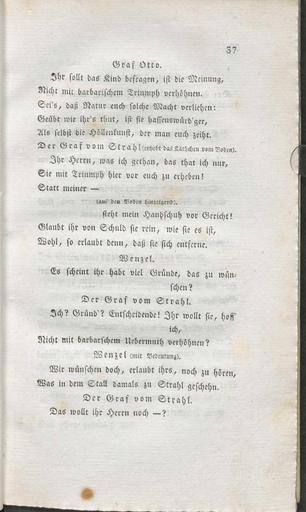 37
Graf Otto.
Ihr sollt das Kind befragen, ist die Meinung,
Nicht mit barbarischem Triumph verhöhnen.
Sei's, daß Natur euch solche Macht verliehen:
Geübt wie ihr's thut, ist sie hassenswürd'ger,
Als selbst die Höllenkunst, der man euch zeiht.
Der Graf vom Strahl (erhebt das Käthchen vom Boden).
Ihr Herrn, was ich gethan, das that ich nur,
Sie mit Triumph hier vor euch zu erheben!
Statt meiner —
(auf den Boden hinzeigend).
steht mein Handschuh vor Gericht!
Glaubt ihr von Schuld sie rein, wie sie es ist,
Wohl, so erlaubt denn, daß sie sich entferne.
Wenzel.
Es scheint ihr habt viel Gründe, das zu wün-
schen?
Der Graf vom Strahl.
Ich? Gründ'? Entscheidende! Ihr wollt sie, hoff'
ich,
Nicht mit barbarschem Uebermuth verhöhnen?
Wenzel (mit Bedeutung).
Wir wünschen doch, erlaubt ihrs, noch zu hören,
Was in dem Stall damals zu Strahl geschehn.
Der Graf vom Strahl.
Das wollt ihr Herren noch —?